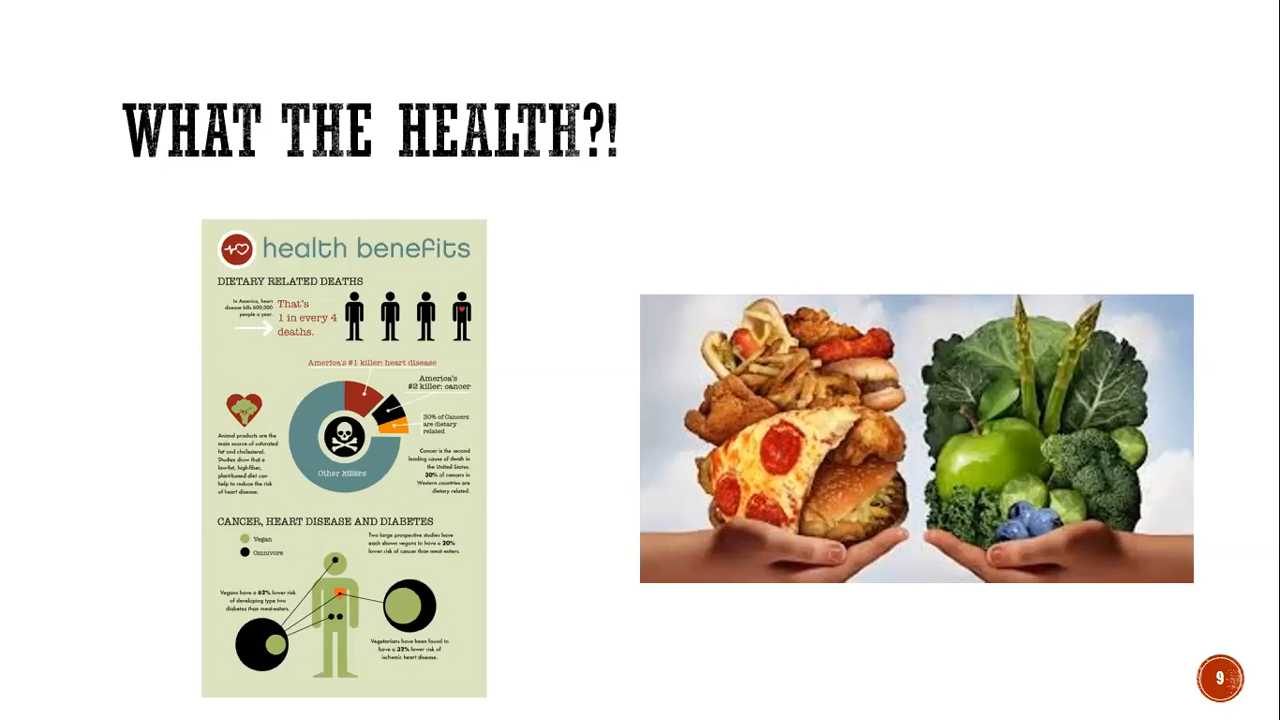 WHAT THE HEALTH?!
health benefits
DIETARY RELATED DEATHS
In America, heart
disease kills 600,000
people a year.
That's
1 in every 4
deaths.
America's #1 killer: heart disease
America's
#2 killer: cancer
30% of Cancers
are dietary
related.
Animal products are the
main source of saturated
fat and cholesterol.
Studies show that a
low-fat, high-fiber,
plant-based diet can
help to reduce the risk
of heart disease.
Other Killers
Cancer is the second
leading cause of death in
the United States.
30% of cancers in
Western countries are
dietary related.
CANCER, HEART DISEASE AND DIABETES
Vegan
Omnivore
Two large prospective studies have
each shown vegans to have a 20%
lower risk of cancer than meat eaters.
Vegans have a 62% lower risk
of developing type two
diabetes than meat-eaters.
Vegetarians have been found to
have a 32% lower risk of
ischemic heart disease.
9